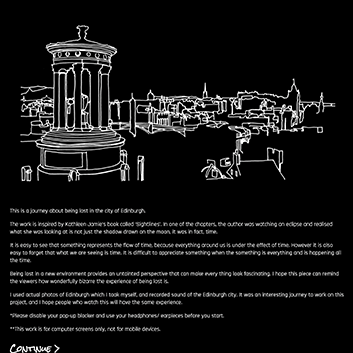 This is a journey about being lost in the city of Edinburgh.
The work is inspired by Kathleen Jamie's book called 'Sightlines'. In one of the chapters, the author was watching an eclipse and realised
what she was looking at is not just the shadow drawn on the moon, it was in fact, time.
It is easy to see that something represents the flow of time, because everything around us is under the effect of time. However it is also
easy to forget that what we are seeing is time. It is difficult to appreciate something when the something is everything and is happening all
the time.
Being lost in a new environment provides an untainted perspective that can make every thing look fascinating. I hope this piece can remind
the viewers how wonderfully bizarre the experience of being lost is.
I used actual photos of Edinburgh which I took myself, and recorded sound of the Edinburgh city. It was an interesting journey to work on this
project, and I hope people who watch this will have the same experience.
*Please disable your pop-up blocker and use your headphones/ earpieces before you start.
**This work is for computer screens only, not for mobile devices.
CONTINUE >